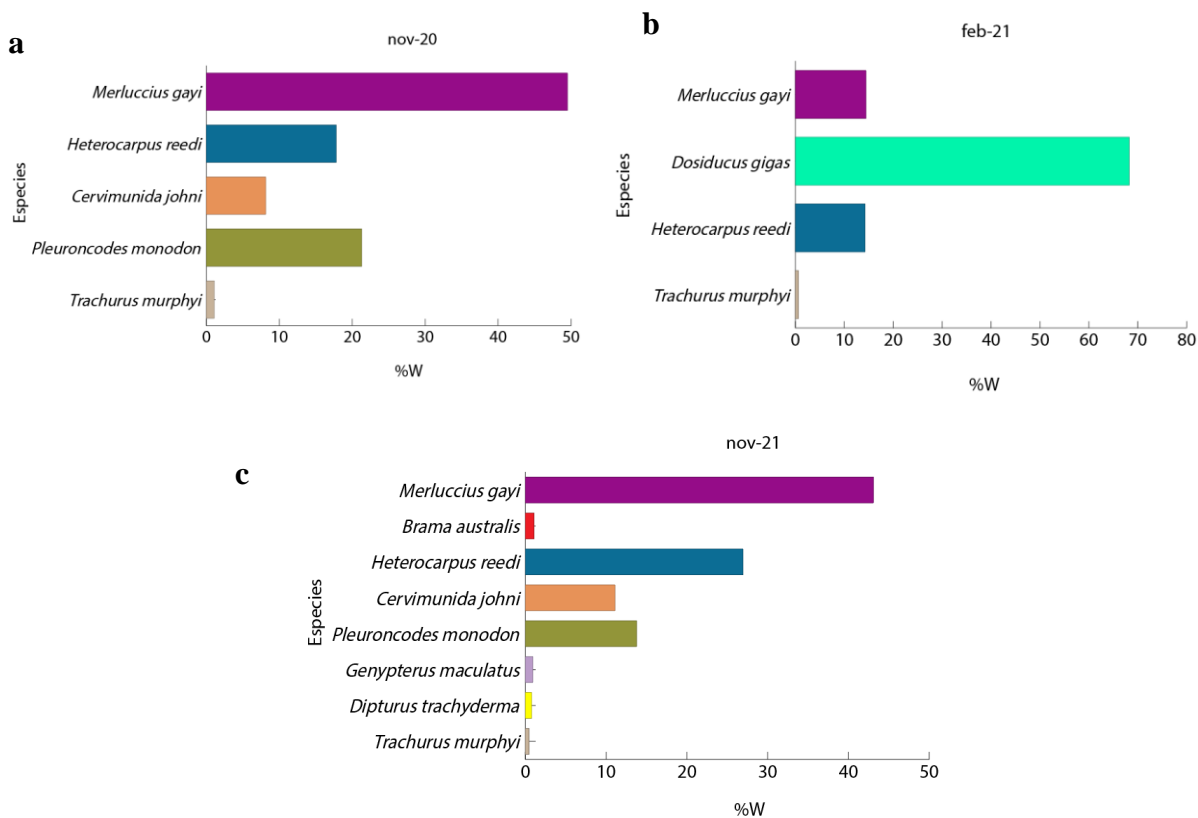 a
nov-20
Especies
Merluccius gayi
Heterocarpus reedi
Cervimunida johni
Pleuroncodes monodon
Trachurus murphyi
0 10 20 30 40 50
%W
b
feb-21
Especies
Merluccius gayi
Dosiducus gigas
Heterocarpus reedi
Trachurus murphyi
0 10 20 30 40 50 60 70 80
%W
c
nov-21
Especies
Merluccius gayi
Brama australis
Heterocarpus reedi
Cervimunida johni
Pleuroncodes monodon
Genypterus maculatus
Dipturus trachyderma
Trachurus murphyi
0 10 20 30 40 50
%W